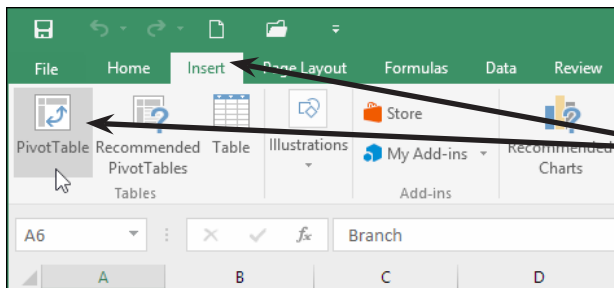 File Home Insert Page Layout Formulas Data Review
PivotTable Recommended PivotTables Table Illustrations Store My Add-ins Recommended Charts
Tables Add-ins
A6 fx Branch
A B C D